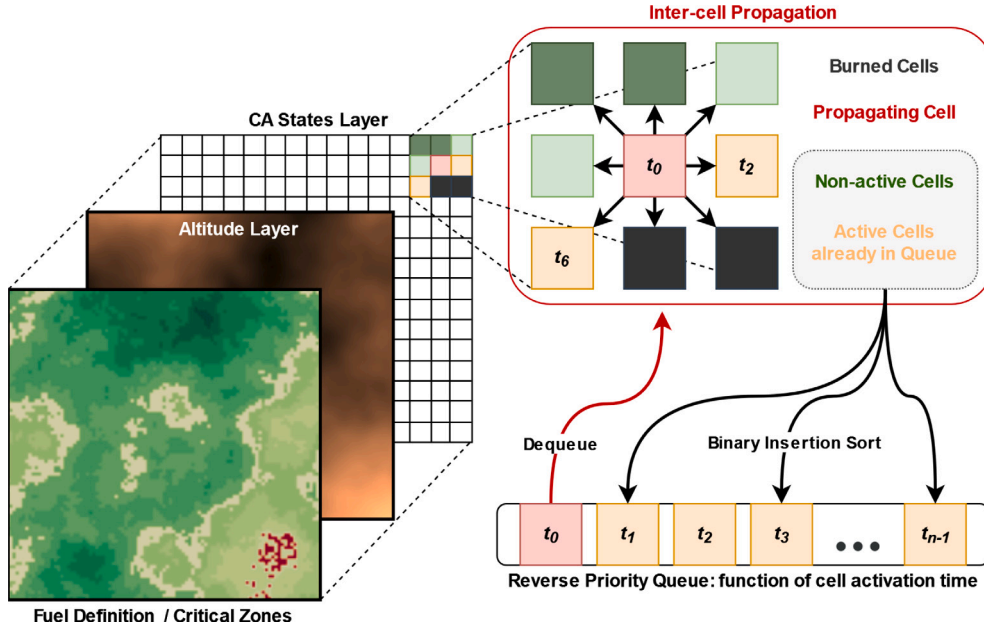 Inter-cell Propagation
Burned Cells
CA States Layer
Propagating Cell
t0
t2
Non-active Cells
Altitude Layer
Active Cells
already in Queue
t6
Dequeue
Binary Insertion Sort
t0 t1 t2 t3 ●●● tn-1
Reverse Priority Queue: function of cell activation time
Fuel Definition / Critical Zones